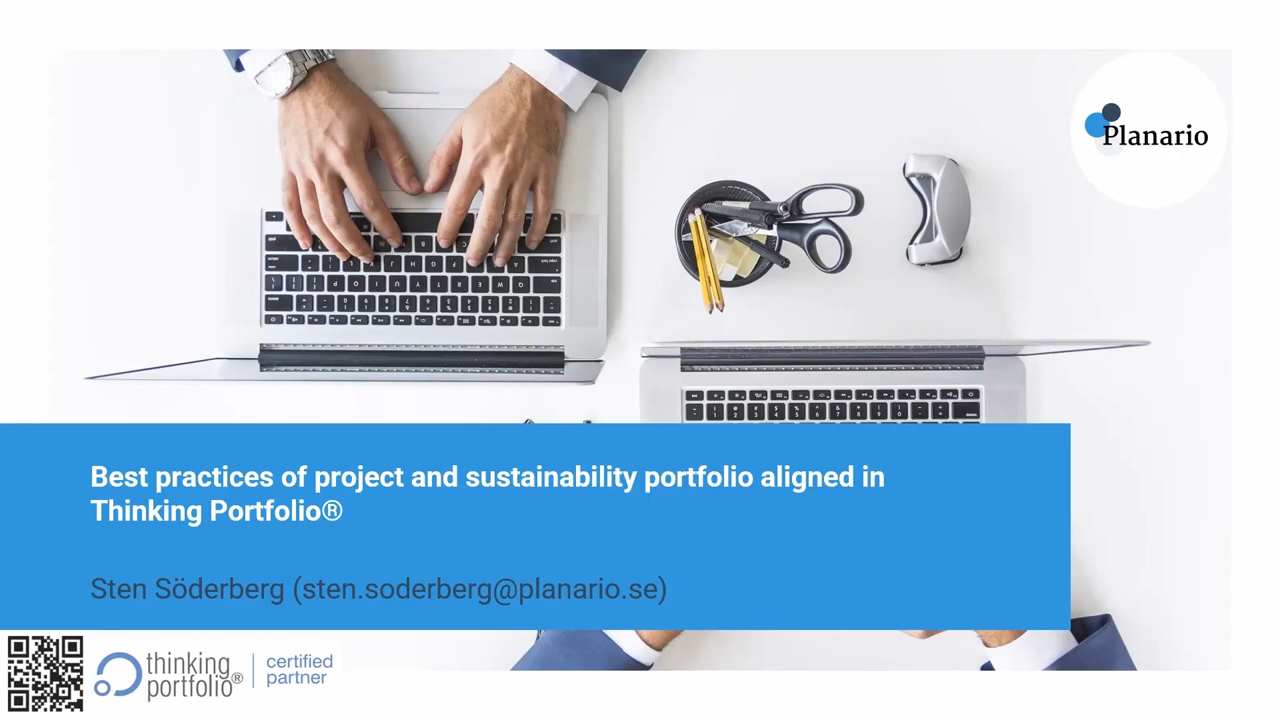 Planario
Best practices of project and sustainability portfolio aligned in
Thinking Portfolio®
Sten Söderberg (sten.soderberg@planario.se)
thinking
portfolio®
certified
partner